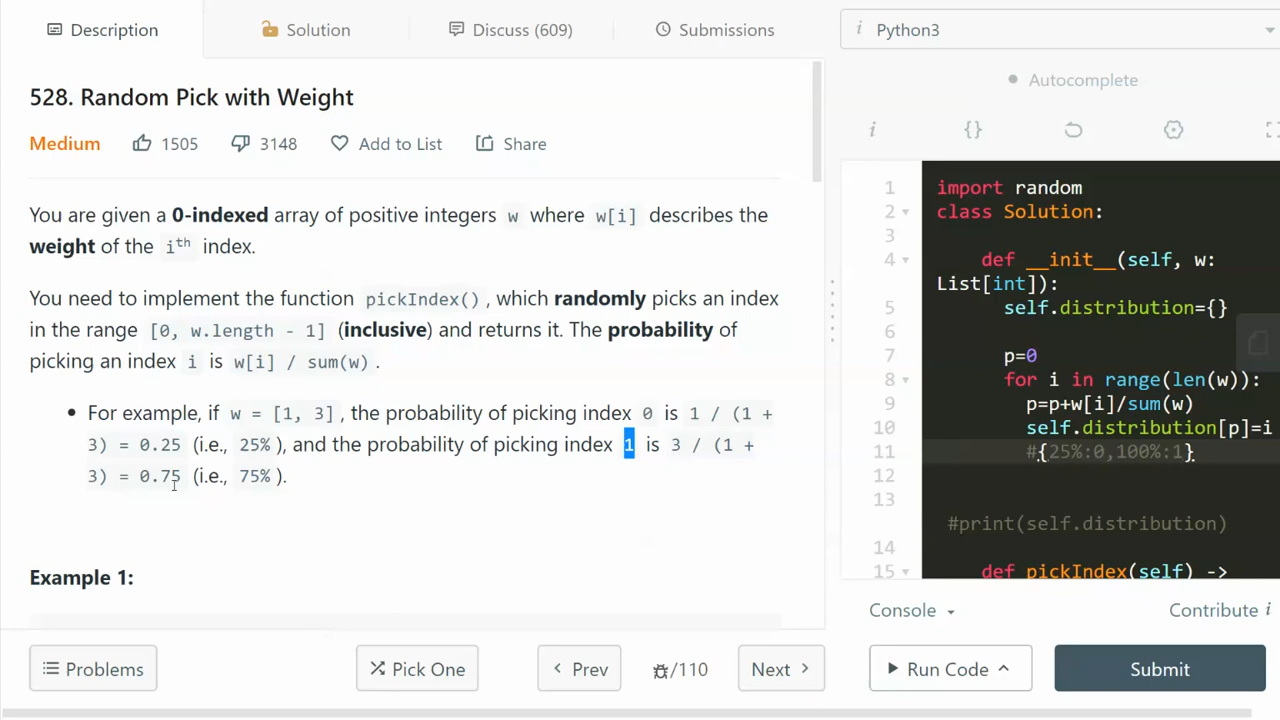 Description
Solution
Discuss (609)
Submissions
i Python3
Autocomplete
528. Random Pick with Weight
Medium 1505 3148 Add to List Share
i {}
You are given a 0-indexed array of positive integers w where w[i] describes the
weight of the ith index.
You need to implement the function pickIndex(), which randomly picks an index
in the range [0, w.length - 1] (inclusive) and returns it. The probability of
picking an index i is w[i] / sum(w).
• For example, if w = [1, 3], the probability of picking index 0 is 1 / (1 +
3) = 0.25 (i.e., 25%), and the probability of picking index 1 is 3 / (1 +
3) = 0.75 (i.e., 75%).
Example 1:
1 import random
2 class Solution:
3
4 def __init__(self, w:
List[int]):
5 self.distribution={}
6
7 p=0
8 for i in range(len(w)):
9 p=p+w[i]/sum(w)
10 self.distribution[p]=i
11 #{25%:0,100%:1}
12
13
#print(self.distribution)
14
15 def pickIndex(self) ->
Console
Contribute i
Problems
Pick One
Prev
/110
Next
Run Code
Submit